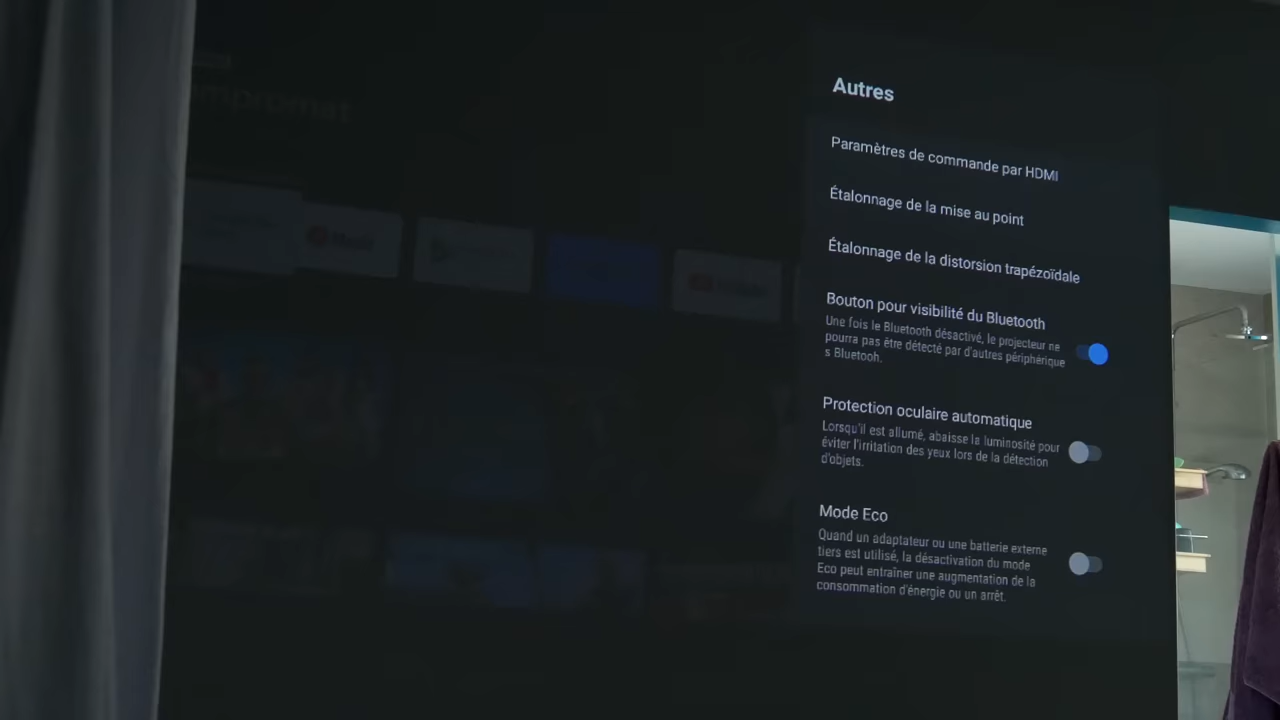 Autres
Paramètres de commande par HDMI
Étalonnage de la mise au point
Étalonnage de la distorsion trapézoïdale
Bouton pour visibilité du Bluetooth
Une fois le Bluetooth désactivé, le projecteur ne
pourra pas être détecté par d'autres périphérique
s Bluetooh.
Protection oculaire automatique
Lorsqu'il est allumé, abaisse la luminosité pour
éviter l'irritation des yeux lors de la détection
d'objets.
Mode Eco
Quand un adaptateur ou une batterie externe
tiers est utilisé, la désactivation du mode
Eco peut entraîner une augmentation de la
consommation d'énergie ou un arrêt.